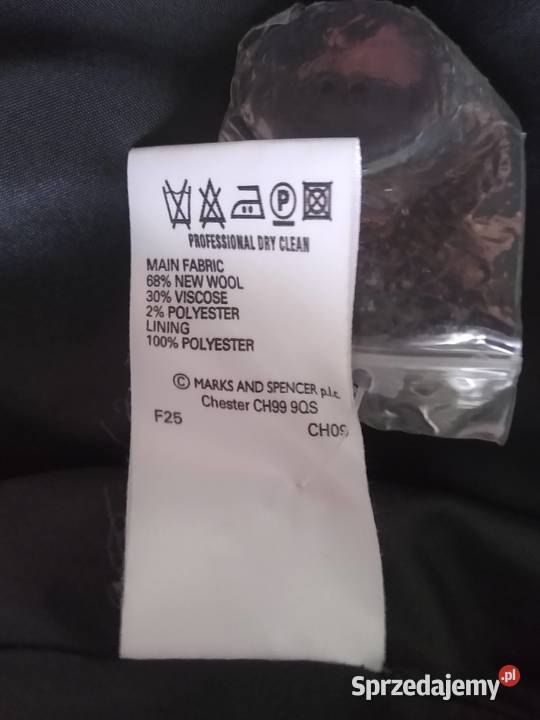 P
PROFESSIONAL DRY CLEAN
MAIN FABRIC
68% NEW WOOL
30% VISCOSE
2% POLYESTER
LINING
100% POLYESTER
© MARKS AND SPENCER p.l.c.
Chester CH99 9QS
F25
CH09
Sprzedajemy.pl